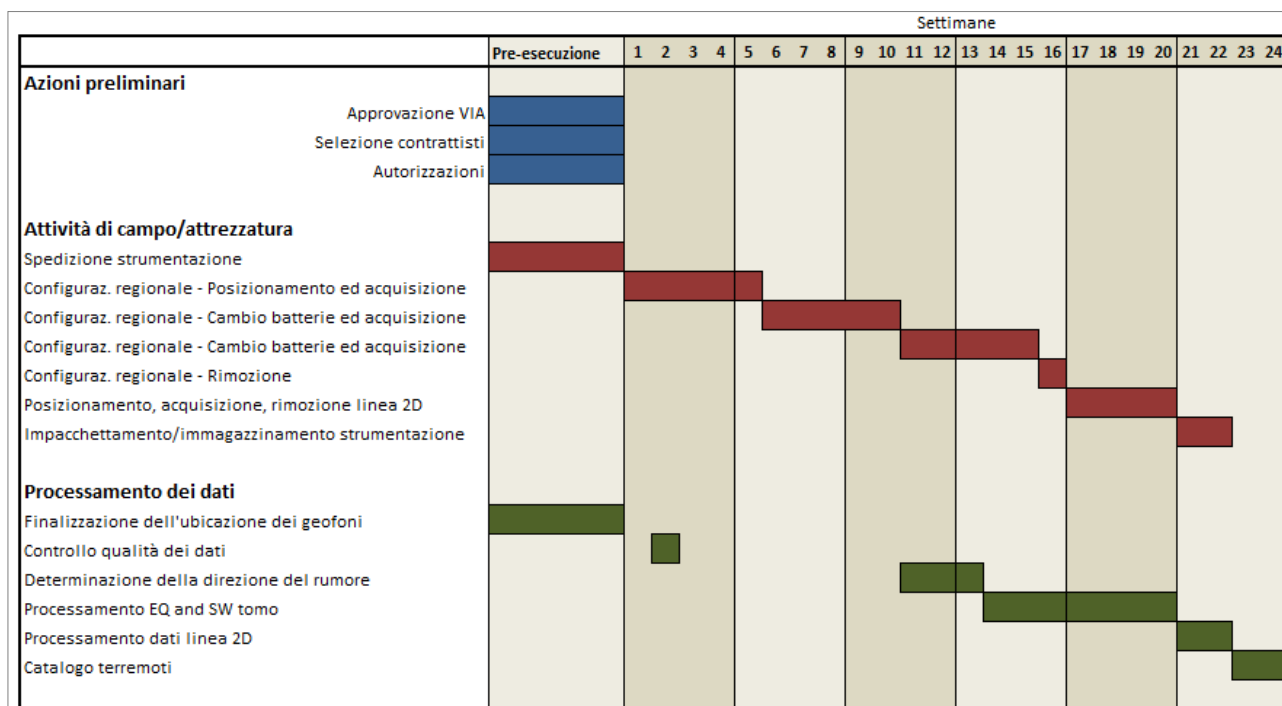 Settimane
Pre-esecuzione 1 2 3 4 5 6 7 8 9 10 11 12 13 14 15 16 17 18 19 20 21 22 23 24
Azioni preliminari
Approvazione VIA
Selezione contrattisti
Autorizzazioni
Attività di campo/attrezzatura
Spedizione strumentazione
Configuraz. regionale - Posizionamento ed acquisizione
Configuraz. regionale - Cambio batterie ed acquisizione
Configuraz. regionale - Cambio batterie ed acquisizione
Configuraz. regionale - Rimozione
Posizionamento, acquisizione, rimozione linea 2D
Impacchettamento/immagazzinamento strumentazione
Processamento dei dati
Finalizzazione dell'ubicazione dei geofoni
Controllo qualità dei dati
Determinazione della direzione del rumore
Processamento EQ and SW tomo
Processamento dati linea 2D
Catalogo terremoti